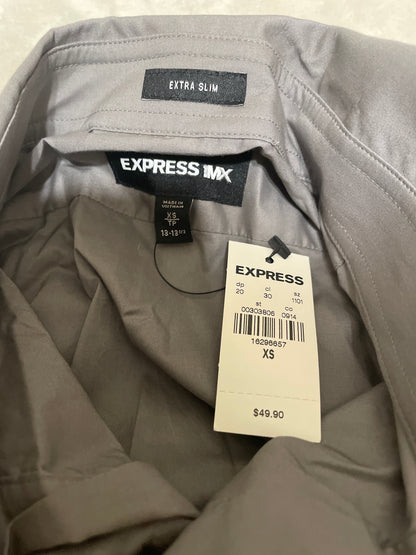 EXTRA SLIM
EXPRESS 1MX
MADE IN
VIETNAM
XS
TP
13-13 1/2
EXPRESS
dp cl sz
20 30 1101
st co
00303806 0914
16296657
XS
$49.90